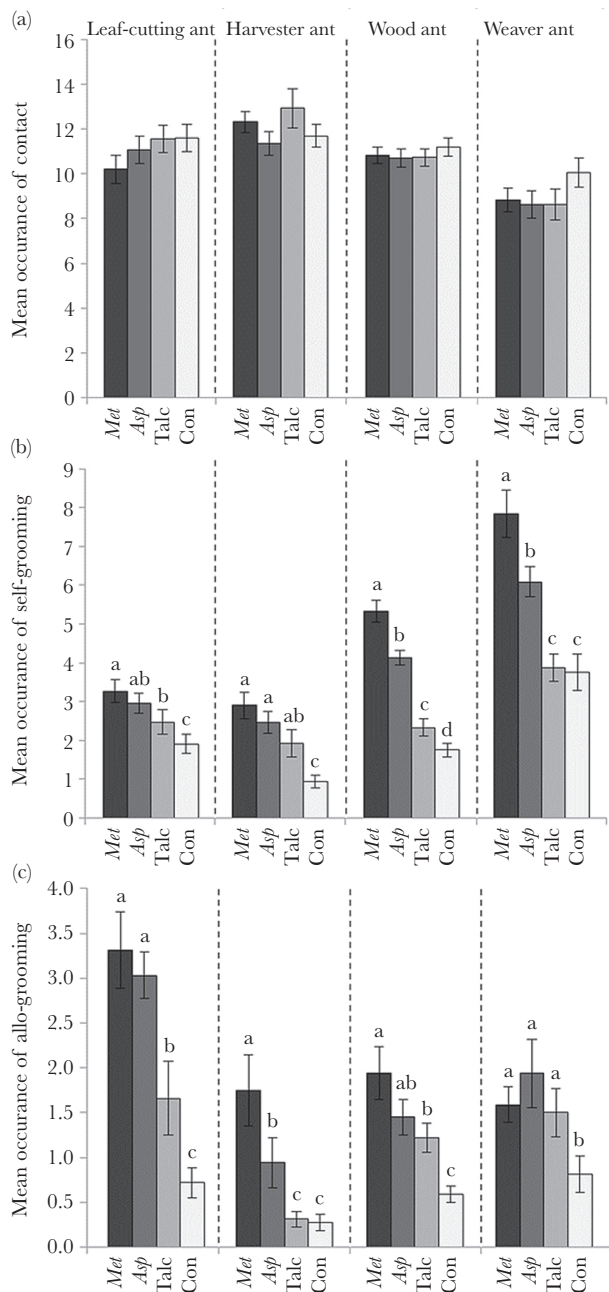 (a)
Leaf-cutting ant Harvester ant Wood ant Weaver ant
16
14
12
10
8
6
4
2
0
Mean occurance of contact
Met Asp Talc Con Met Asp Talc Con Met Asp Talc Con Met Asp Talc Con
(b)
9
8
7
6
5
4
3
2
1
0
Mean occurance of self-grooming
a ab b c a a ab c a b c d a b c c
Met Asp Talc Con Met Asp Talc Con Met Asp Talc Con Met Asp Talc Con
(c)
4.0
3.5
3.0
2.5
2.0
1.5
1.0
0.5
0.0
Mean occurance of allo-grooming
a a b c a b c c a ab b c a a a b
Met Asp Talc Con Met Asp Talc Con Met Asp Talc Con Met Asp Talc Con